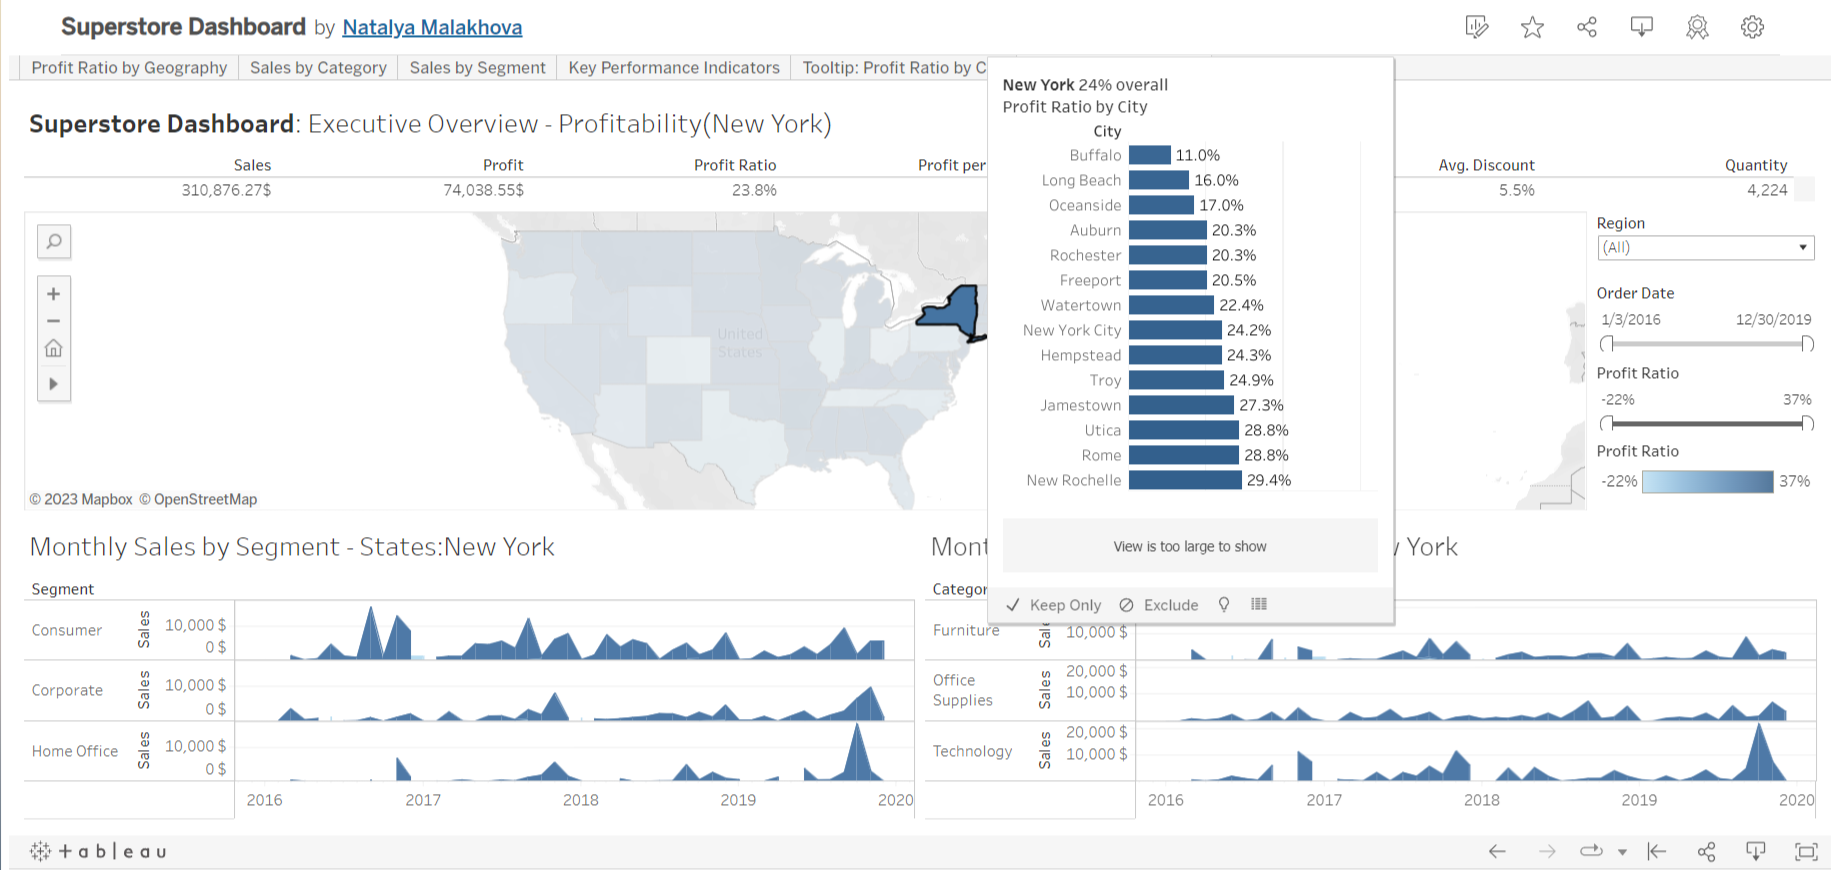 Superstore Dashboard by Natalya Malakhova
Profit Ratio by Geography Sales by Category Sales by Segment Key Performance Indicators Tooltip: Profit Ratio by C
Superstore Dashboard: Executive Overview - Profitability(New York)
Sales Profit Profit Ratio Profit per Avg. Discount Quantity
310,876.27$ 74,038.55$ 23.8% 5.5% 4,224
New York 24% overall
Profit Ratio by City
City
Buffalo 11.0%
Long Beach 16.0%
Oceanside 17.0%
Auburn 20.3%
Rochester 20.3%
Freeport 20.5%
Watertown 22.4%
New York City 24.2%
Hempstead 24.3%
Troy 24.9%
Jamestown 27.3%
Utica 28.8%
Rome 28.8%
New Rochelle 29.4%
View is too large to show
Keep Only Exclude
United
States
© 2023 Mapbox © OpenStreetMap
Region
(All)
Order Date
1/3/2016 12/30/2019
Profit Ratio
-22% 37%
Profit Ratio
-22% 37%
Monthly Sales by Segment - States:New York
Segment
Consumer Sales 10,000 $
0 $
Corporate Sales 10,000 $
0 $
Home Office Sales 10,000 $
0 $
2016 2017 2018 2019 2020
Mont York
Categor
Furniture Sale 10,000 $
Office
Supplies Sales 20,000 $
10,000 $
Technology Sales 20,000 $
10,000 $
2016 2017 2018 2019 2020
+ableau